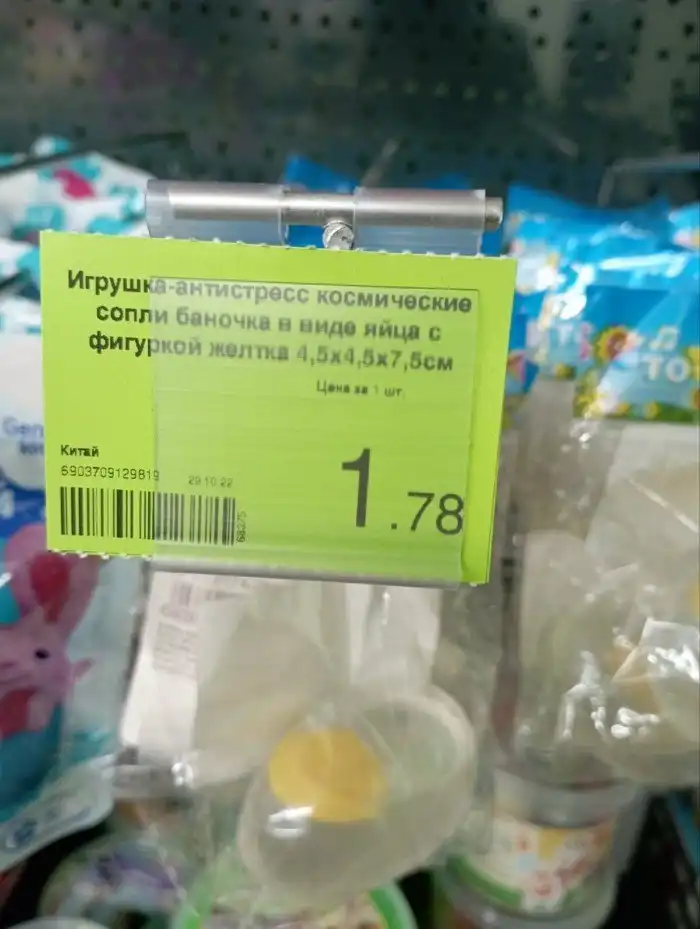 Игрушка-антистресс космические
сопли баночка в виде яйца с
фигуркой желтка 4,5х4,5х7,5см
Цена за 1 шт.
Китай
6903709129819 29.10.22
68275
1.78